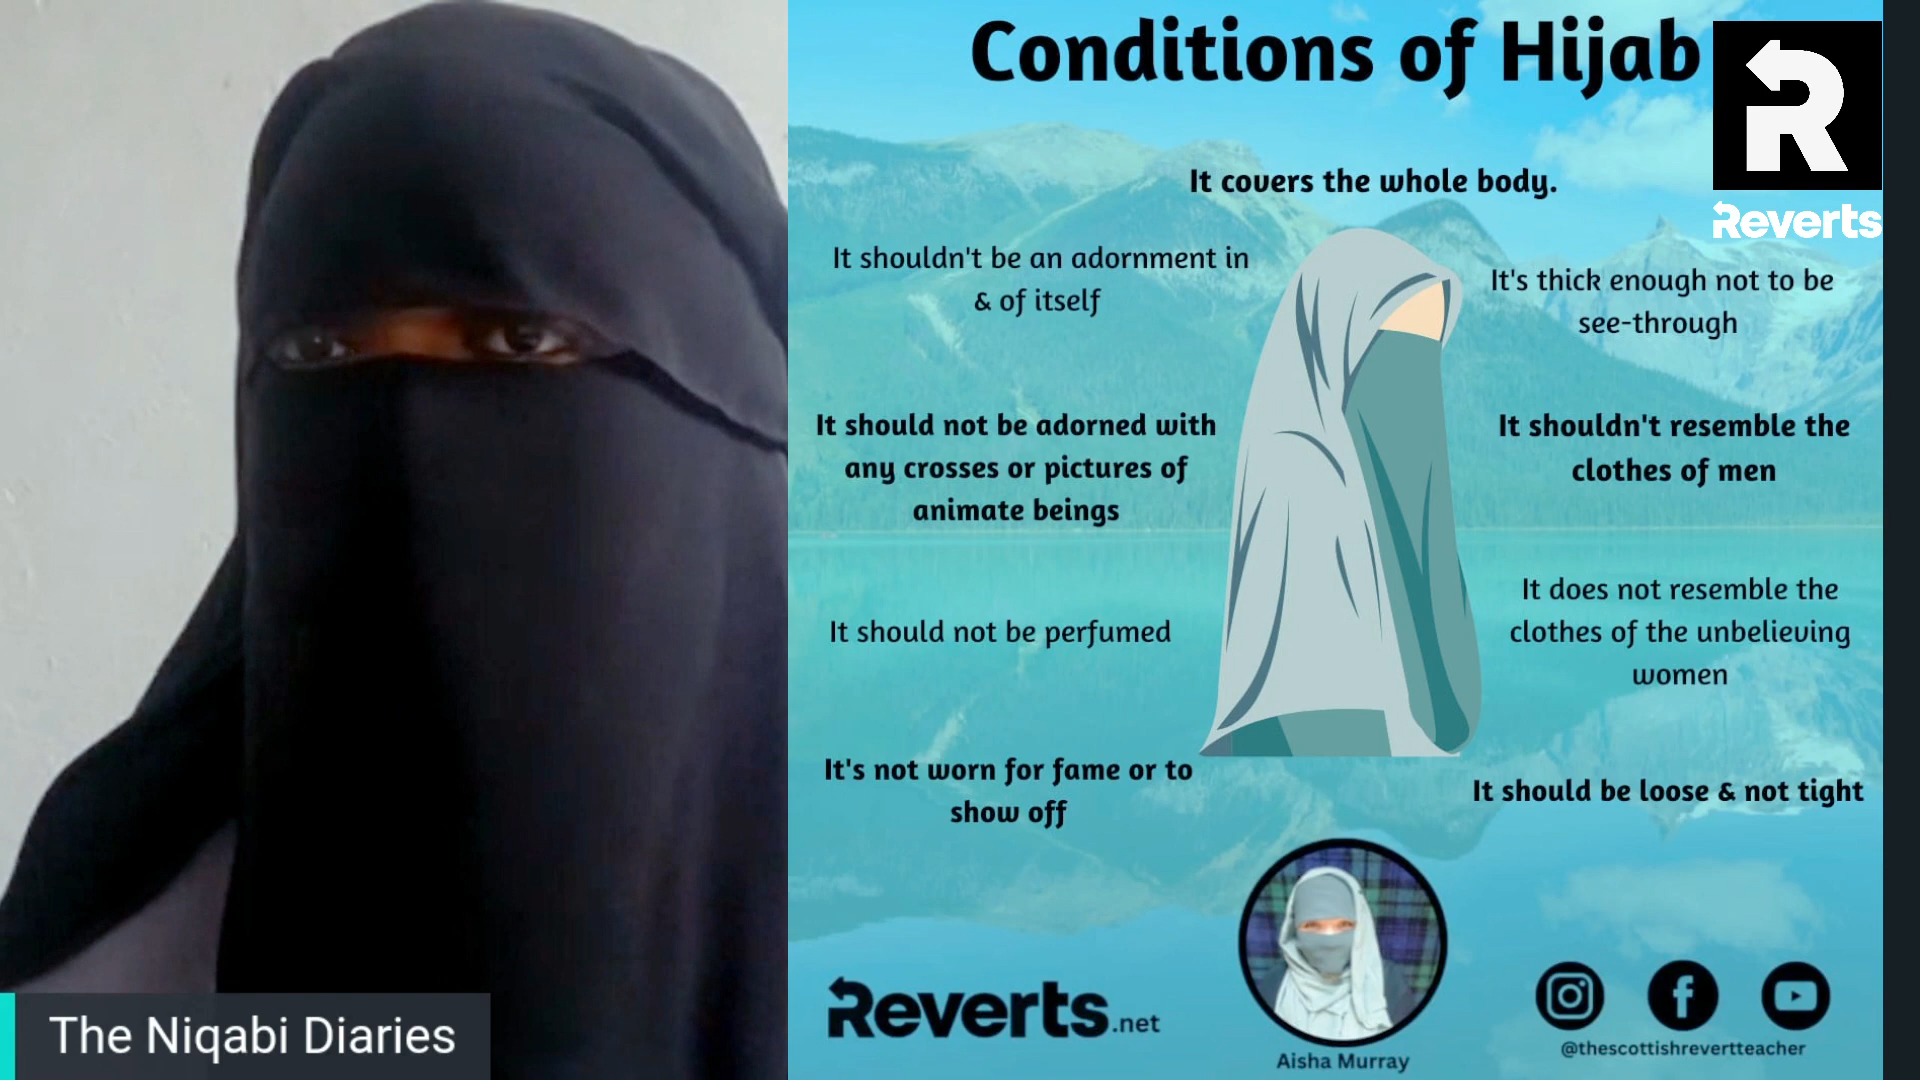 Conditions of Hijab
R
Reverts
It covers the whole body.
It shouldn't be an adornment in
& of itself
It's thick enough not to be
see-through
It should not be adorned with
any crosses or pictures of
animate beings
It shouldn't resemble the
clothes of men
It should not be perfumed
It does not resemble the
clothes of the unbelieving
women
It's not worn for fame or to
show off
It should be loose & not tight
Reverts.net
Aisha Murray
@thescottishrevertteacher
The Niqabi Diaries